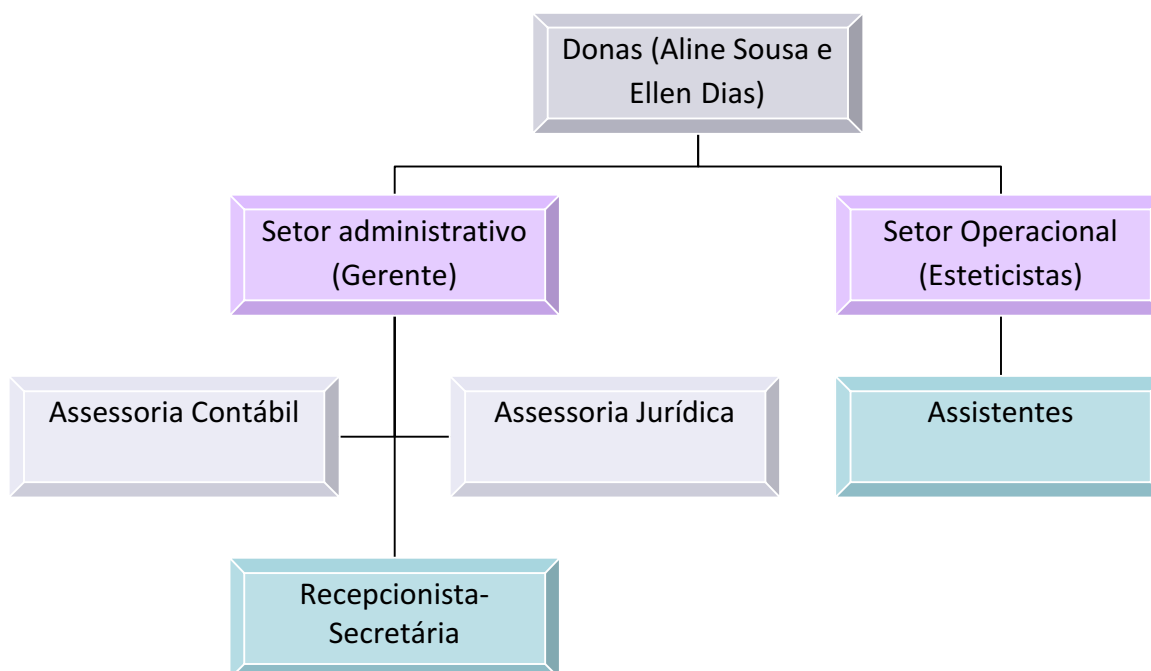 Donas (Aline Sousa e
Ellen Dias)
Setor administrativo
(Gerente)
Setor Operacional
(Esteticistas)
Assessoria Contábil
Assessoria Jurídica
Assistentes
Recepcionista-
Secretária